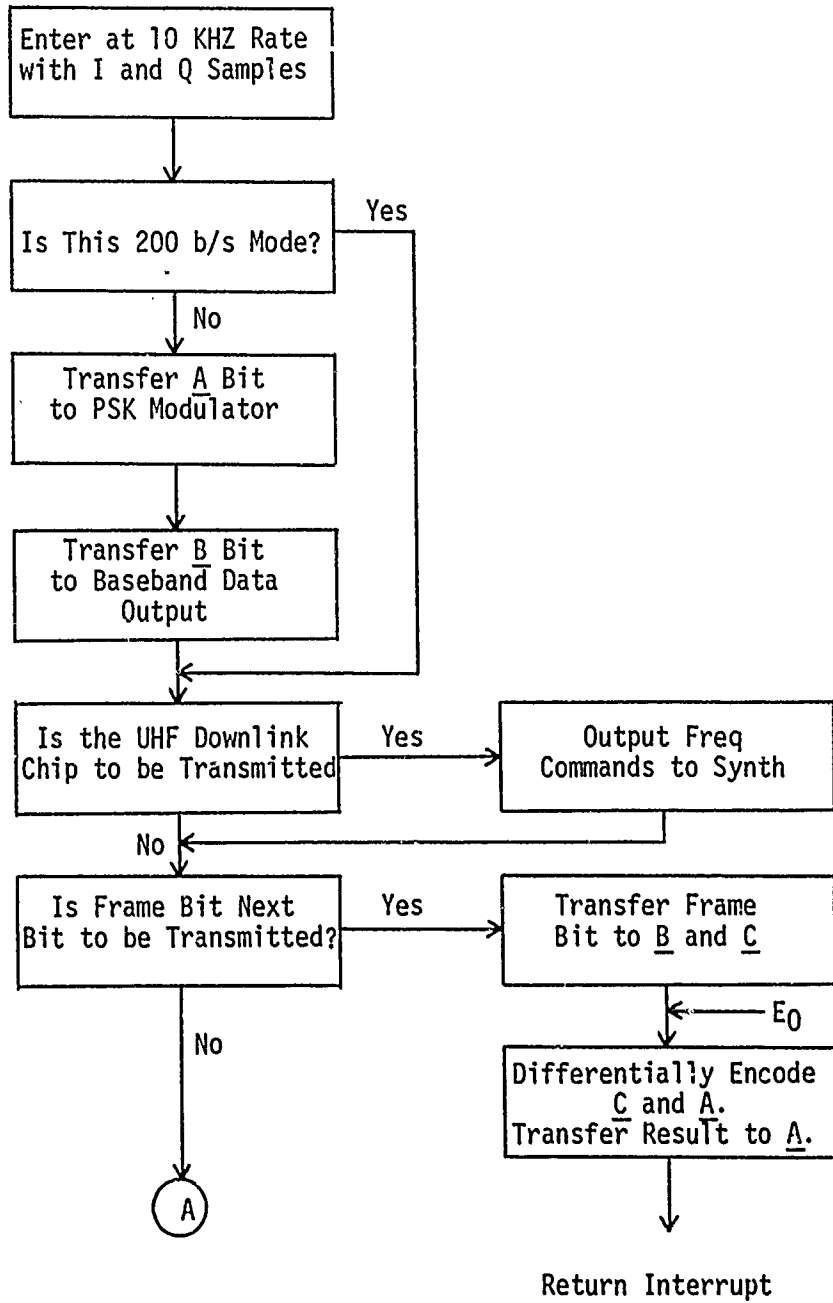 Enter at 10 KHZ Rate
with I and Q Samples
Is This 200 b/s Mode?
Yes
No
Transfer A Bit
to PSK Modulator
Transfer B Bit
to Baseband Data
Output
Is the UHF Downlink
Chip to be Transmitted
Yes
Output Freq
Commands to Synth
No
Is Frame Bit Next
Bit to be Transmitted?
Yes
Transfer Frame
Bit to B and C
E0
No
Differentially Encode
C and A.
Transfer Result to A.
A
Return Interrupt